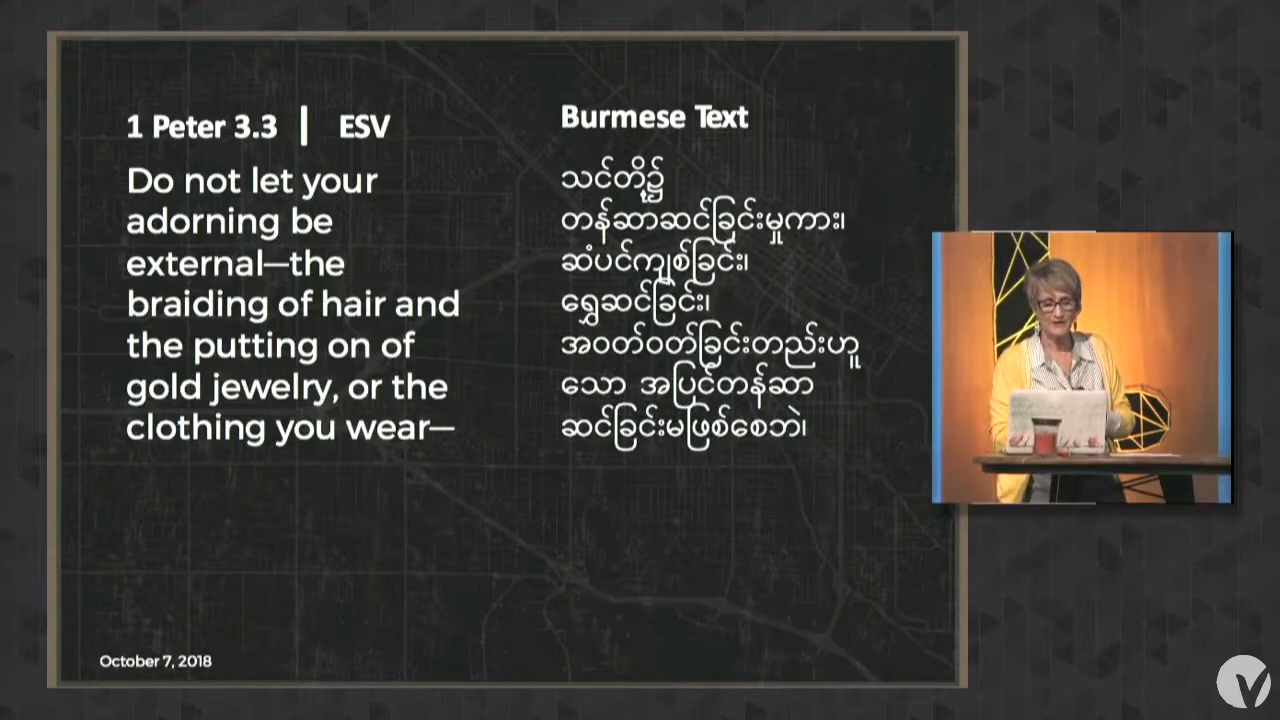 1 Peter 3.3 | ESV
Do not let your
adorning be
external—the
braiding of hair and
the putting on of
gold jewelry, or the
clothing you wear—
Burmese Text
သင်တို့၌
တန်ဆာဆင်ခြင်းမှုကား၊
ဆံပင်ကျစ်ခြင်း၊
ရွှေဆင်ခြင်း၊
အဝတ်ဝတ်ခြင်းတည်းဟူ
သော အပြင်တန်ဆာ
ဆင်ခြင်းမဖြစ်စေဘဲ၊
October 7, 2018
V